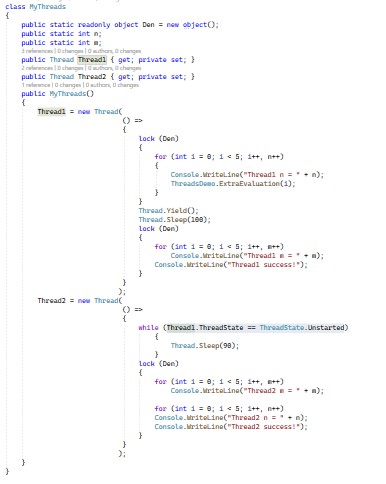 class MyThreads
{
public static readonly object Den = new object();
public static int n;
public static int m;
3 references | 0 changes | 0 authors, 0 changes
public Thread Thread1 { get; private set; }
2 references | 0 changes | 0 authors, 0 changes
public Thread Thread2 { get; private set; }
1 reference | 0 changes | 0 authors, 0 changes
public MyThreads()
{
Thread1 = new Thread(
() =>
{
lock (Den)
{
for (int i = 0; i < 5; i++, n++)
{
Console.WriteLine("Thread1 n = " + n);
ThreadsDemo.ExtraEvaluation(i);
}
}
Thread.Yield();
Thread.Sleep(100);
lock (Den)
{
for (int i = 0; i < 5; i++, m++)
Console.WriteLine("Thread1 m = " + m);
Console.WriteLine("Thread1 success!");
}
}
);
Thread2 = new Thread(
() =>
{
while (Thread1.ThreadState == ThreadState.Unstarted)
{
Thread.Sleep(90);
}
lock (Den)
{
for (int i = 0; i < 5; i++, m++)
Console.WriteLine("Thread2 m = " + m);
for (int i = 0; i < 5; i++, n++)
Console.WriteLine("Thread2 n = " + n);
Console.WriteLine("Thread2 success!");
}
}
);
}
}